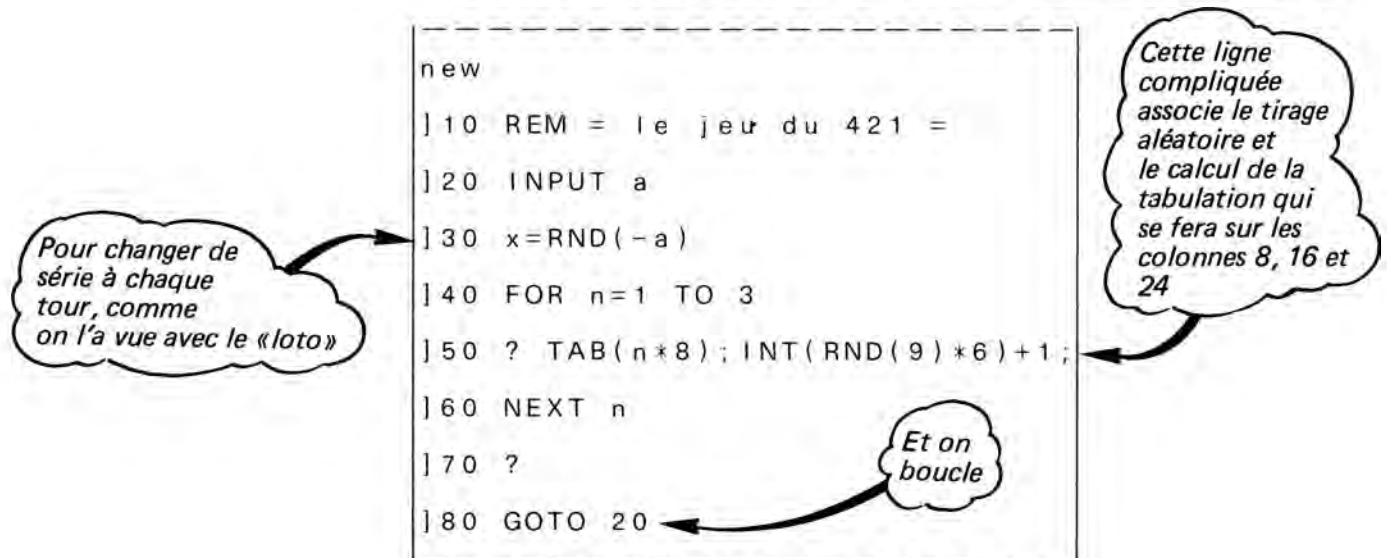 new
]10 REM = le jeu du 421 =
]20 INPUT a
]30 x=RND(-a)
]40 FOR n=1 TO 3
]50 ? TAB(n*8);INT(RND(9)*6)+1;
]60 NEXT n
]70 ?
]80 GOTO 20
Pour changer de
série à chaque
tour, comme
on l'a vue avec le «loto»
Cette ligne
compliquée
associe le tirage
aléatoire et
le calcul de la
tabulation qui
se fera sur les
colonnes 8, 16 et
24
Et on
boucle